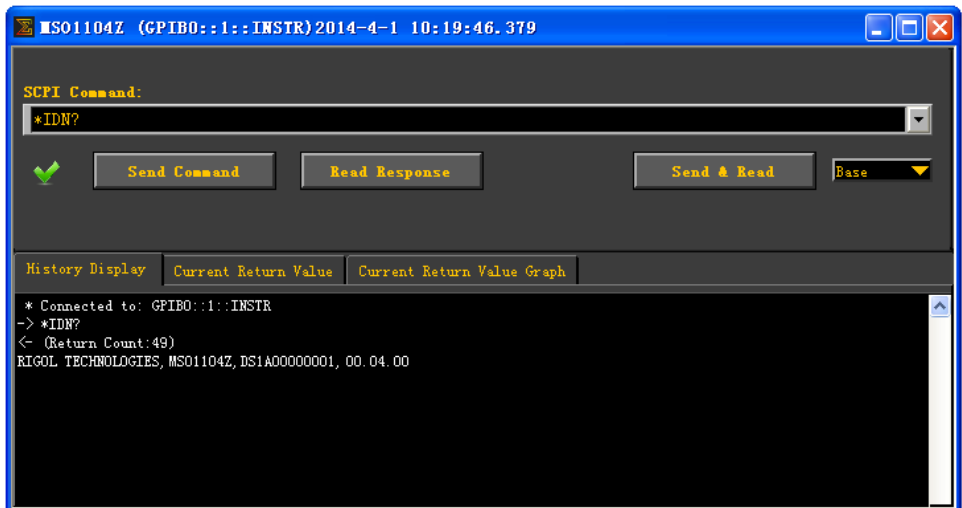 MSO1104Z (GPIB0::1::INSTR)2014-4-1 10:19:46.379
SCPI Command:
*IDN?
Send Command Read Response Send & Read Base
History Display Current Return Value Current Return Value Graph
* Connected to: GPIB0::1::INSTR
-> *IDN?
<- (Return Count:49)
RIGOL TECHNOLOGIES,MSO1104Z,DS1A00000001,00.04.00